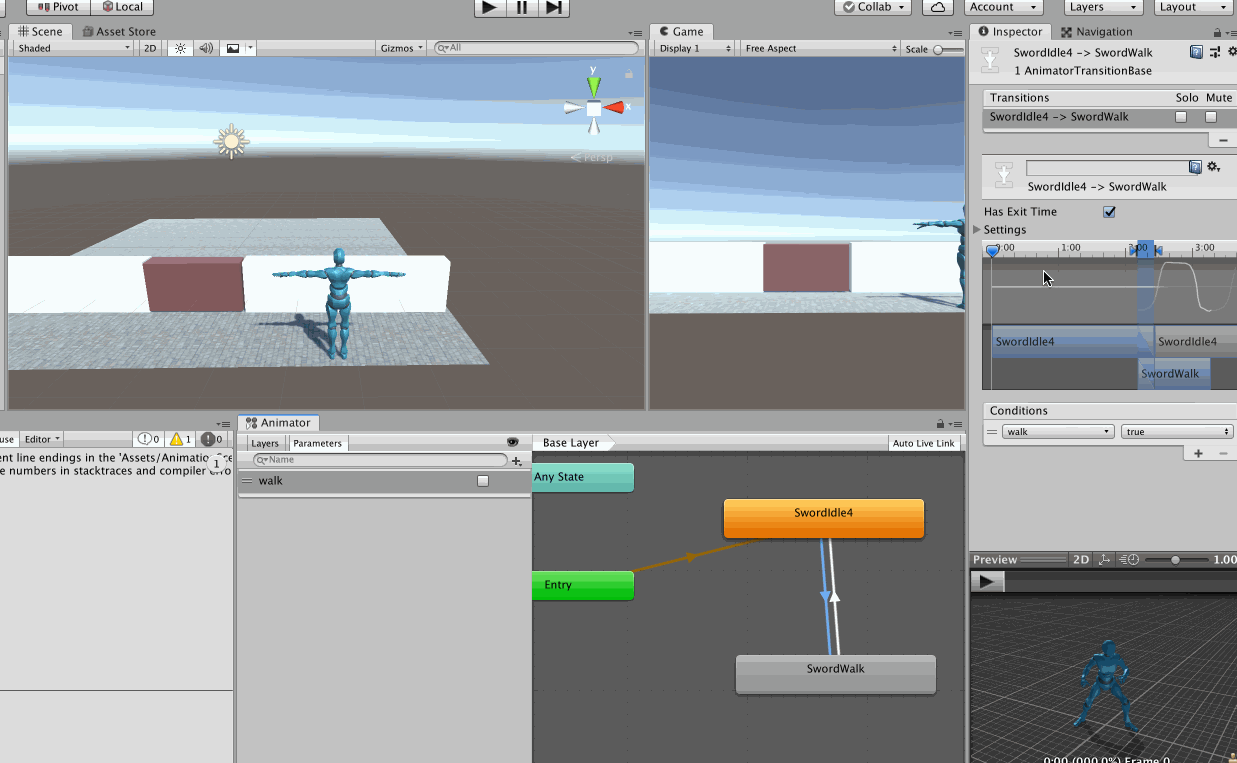 Pivot Local
Collab Account Layers Layout
Scene Asset Store
Shaded 2D Gizmos All
y
x
Persp
Game
Display 1 Free Aspect Scale
Inspector Navigation
SwordIdle4 -> SwordWalk
1 AnimatorTransitionBase
Transitions Solo Mute
SwordIdle4 -> SwordWalk
SwordIdle4 -> SwordWalk
Has Exit Time
Settings
0:00 1:00 2:00 3:00
SwordIdle4 SwordIdle4
SwordWalk
Conditions
walk true
+ −
Preview 2D 1.00
0:00 (000.0%) Frame 0
use Editor 0 1 0
ent line endings in the 'Assets/Animatio
e numbers in stacktraces and compiler erro
1
Animator
Layers Parameters Base Layer Auto Live Link
Name
walk
Any State
Entry
SwordIdle4
SwordWalk